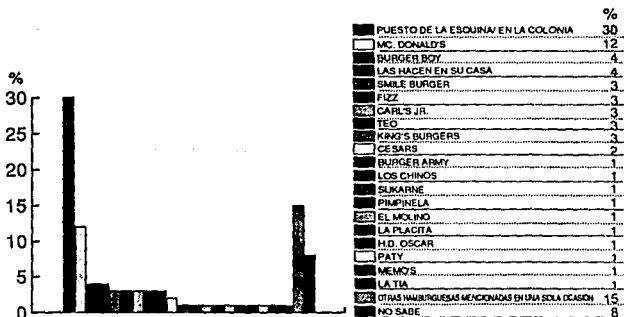 %
30
25
20
15
10
5
0
%
PUESTO DE LA ESQUINA/ EN LA COLONIA 30
MC. DONALD'S 12
BURGER BOY 4
LAS HACEN EN SU CASA 4
SMILE BURGER 3
FIZZ 3
CARL'S JR. 3
TEO 3
KING'S BURGERS 3
CESARS 2
BURGER ARMY 1
LOS CHINOS 1
SUKARNE 1
PIMPINELA 1
EL MOLINO 1
LA PLACITA 1
H.D. OSCAR 1
PATY 1
MEMO'S 1
LA TIA 1
OTRAS HAMBURGUESAS MENCIONADAS EN UNA SOLA OCASION 15
NO SABE 8